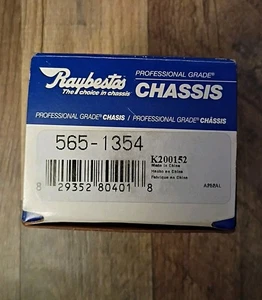 Raybestos
The choice in chassis
PROFESSIONAL GRADE®
CHASSIS
PROFESSIONAL GRADE® CHASIS / PROFESSIONAL GRADE® CHÂSSIS
565-1354
K200152
Made in China
Hecho en China
Fabriqué en Chine
8 29352 80401 8